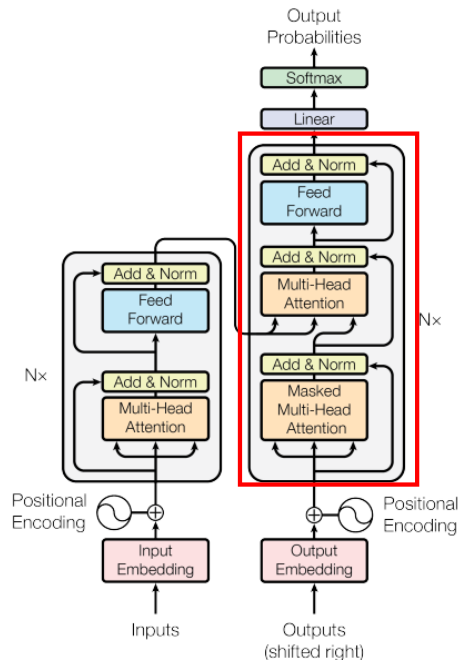 Output
Probabilities
Softmax
Linear
Add & Norm
Feed
Forward
Add & Norm
Multi-Head
Attention
Add & Norm
Masked
Multi-Head
Attention
N×
Add & Norm
Feed
Forward
Add & Norm
Multi-Head
Attention
N×
Positional
Encoding
Positional
Encoding
Input
Embedding
Output
Embedding
Inputs
Outputs
(shifted right)